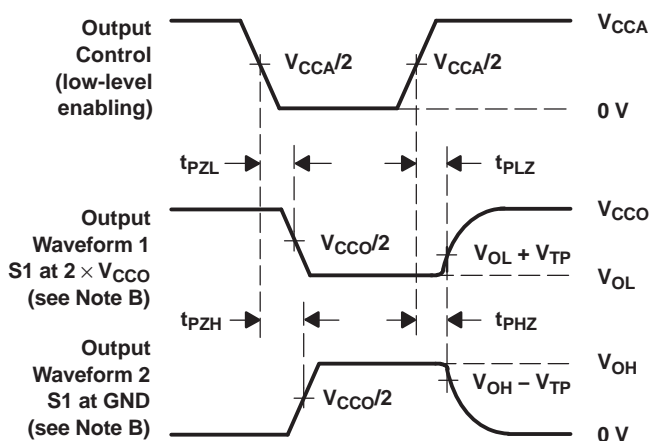 Output
Control
(low-level
enabling)
V_CCA/2
V_CCA/2
V_CCA
0 V
t_PZL
t_PLZ
Output
Waveform 1
S1 at 2 × V_CCO
(see Note B)
V_CCO/2
V_CCO
V_OL + V_TP
V_OL
t_PZH
t_PHZ
Output
Waveform 2
S1 at GND
(see Note B)
V_CCO/2
V_OH
V_OH − V_TP
0 V